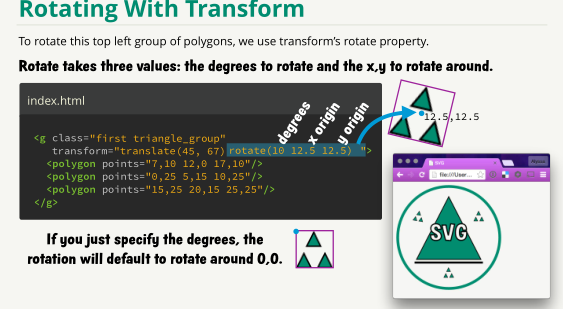 Rotating With Transform
To rotate this top left group of polygons, we use transform's rotate property.
Rotate takes three values: the degrees to rotate and the x,y to rotate around.
index.html
degrees
x origin
y origin
12.5,12.5
<g class="first triangle_group"
transform="translate(45, 67) rotate(10 12.5 12.5) ">
<polygon points="7,10 12,0 17,10"/>
<polygon points="0,25 5,15 10,25"/>
<polygon points="15,25 20,15 25,25"/>
</g>
SVG
file:///User...
SVG
If you just specify the degrees, the
rotation will default to rotate around 0,0.